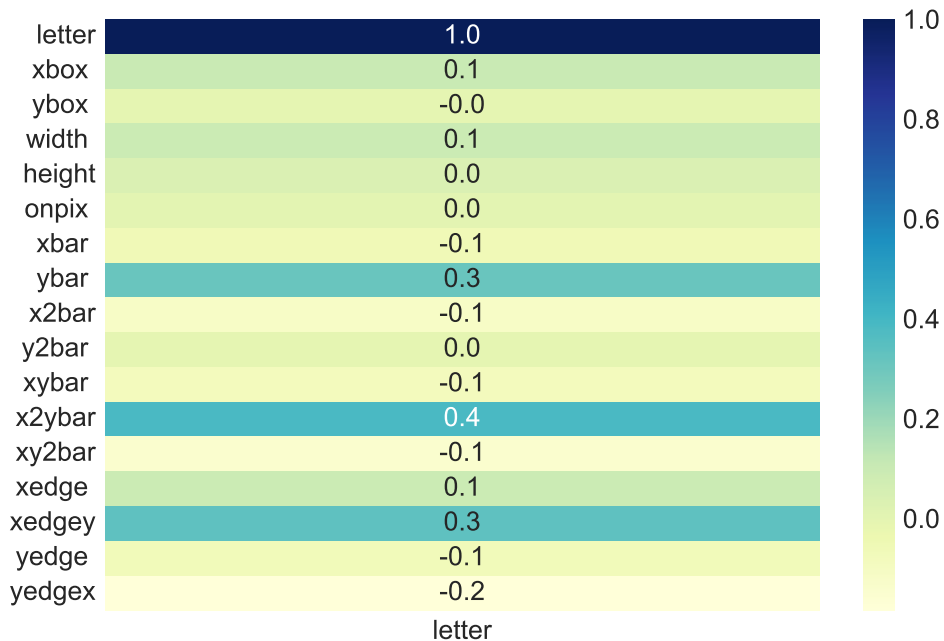 letter 1.0
xbox 0.1
ybox -0.0
width 0.1
height 0.0
onpix 0.0
xbar -0.1
ybar 0.3
x2bar -0.1
y2bar 0.0
xybar -0.1
x2ybar 0.4
xy2bar -0.1
xedge 0.1
xedgey 0.3
yedge -0.1
yedgex -0.2
letter
1.0
0.8
0.6
0.4
0.2
0.0